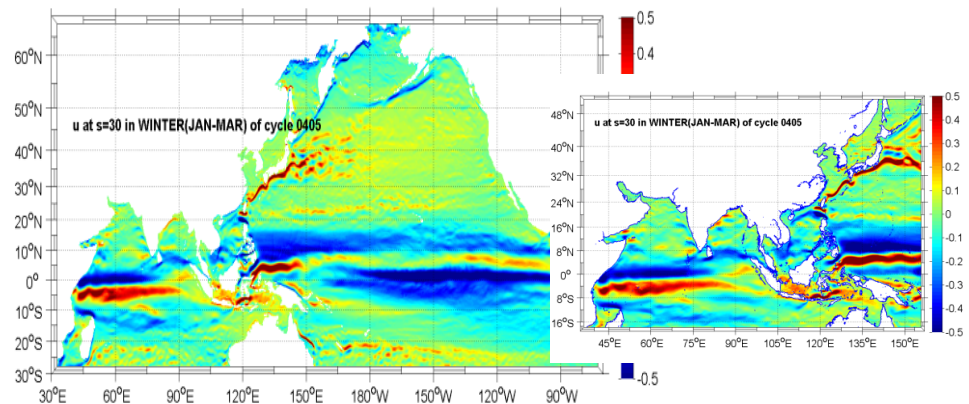 0.5
0.4
60°N
50°N
u at s=30 in WINTER(JAN-MAR) of cycle 0405
40°N
30°N
20°N
10°N
0°
10°S
20°S
30°S
30°E 60°E 90°E 120°E 150°E 180°W 150°W 120°W 90°W
-0.5
48°N
u at s=30 in WINTER(JAN-MAR) of cycle 0405
40°N
32°N
24°N
16°N
8°N
0°
8°S
16°S
45°E 60°E 75°E 90°E 105°E 120°E 135°E 150°E
0.5
0.4
0.3
0.2
0.1
0
-0.1
-0.2
-0.3
-0.4
-0.5